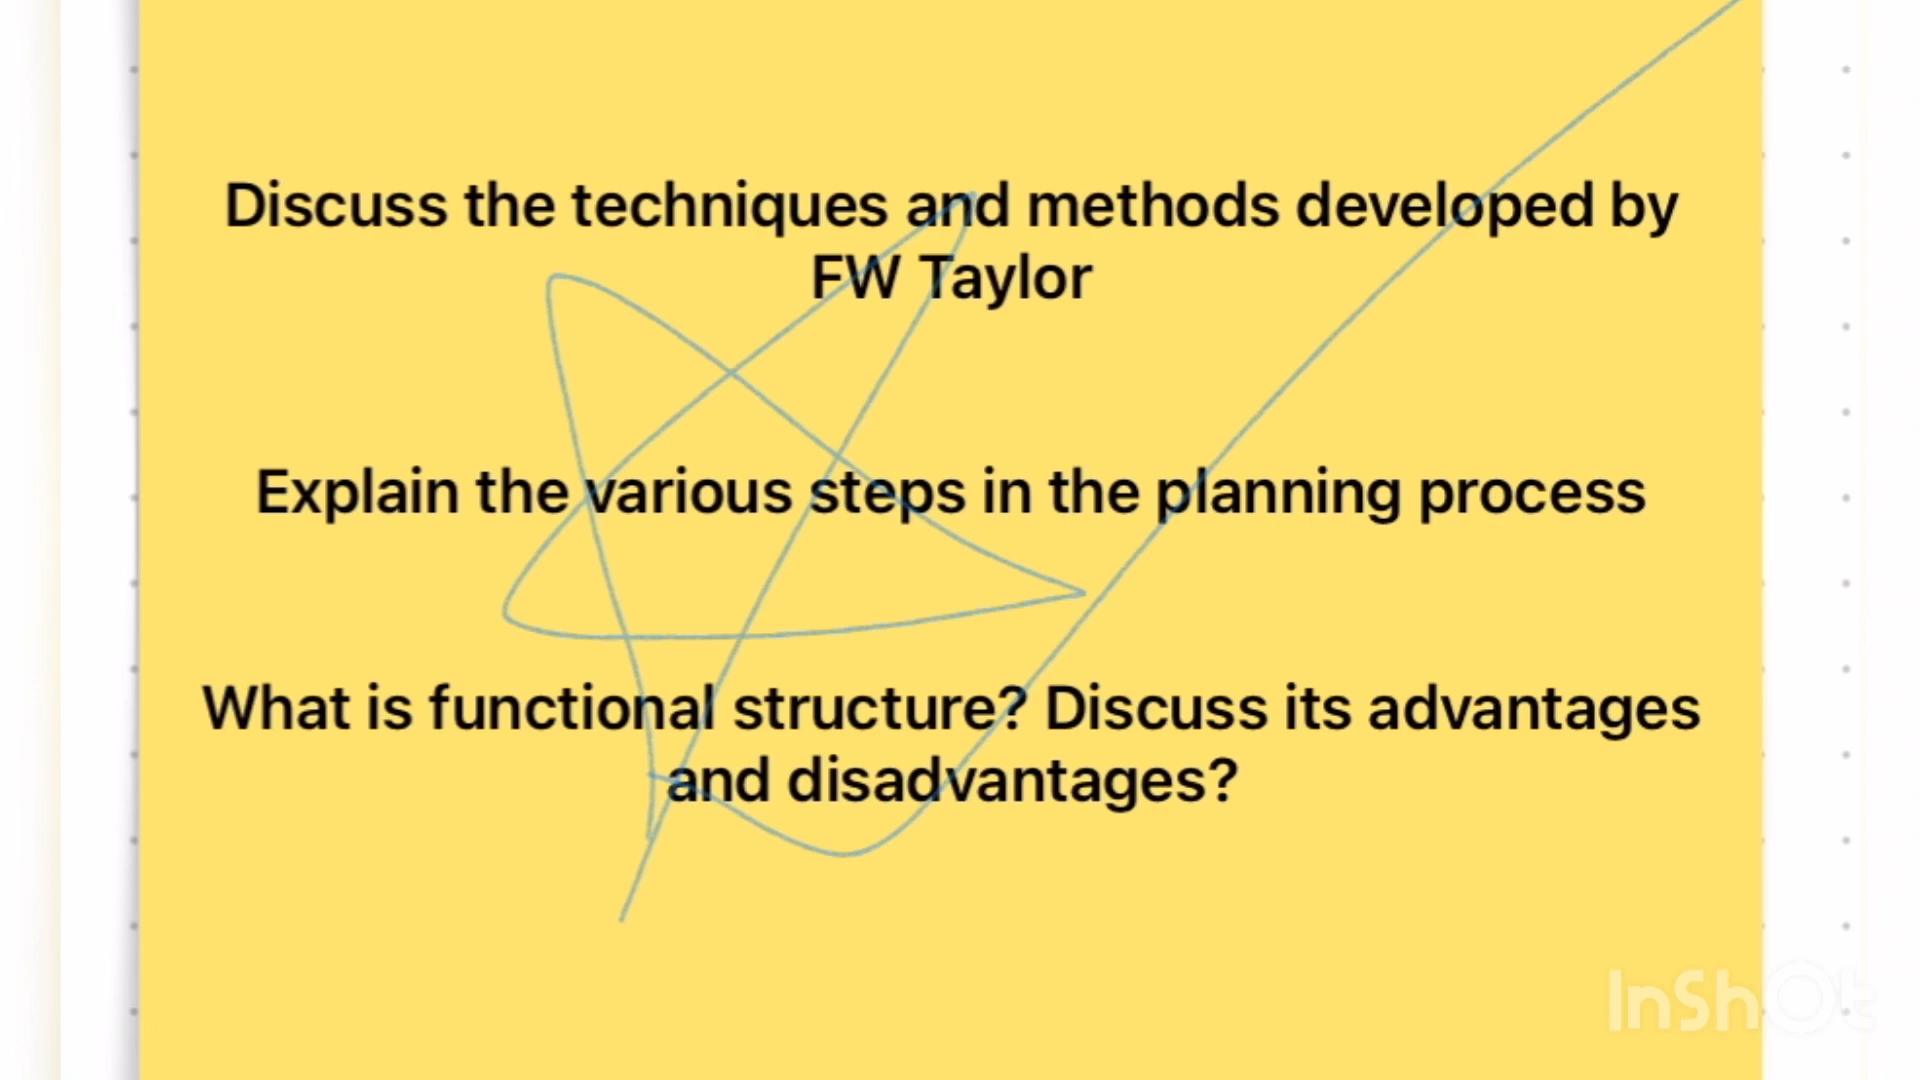 Discuss the techniques and methods developed by
FW Taylor
Explain the various steps in the planning process
What is functional structure? Discuss its advantages
and disadvantages?
InShOt